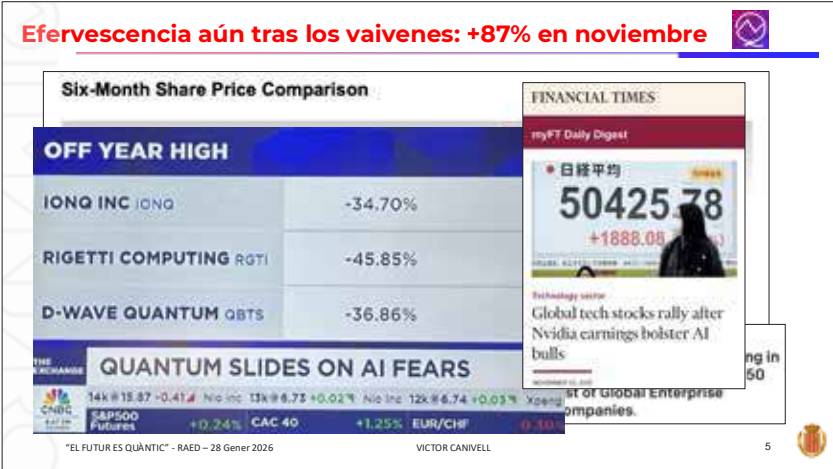 Efervescencia aún tras los vaivenes: +87% en noviembre
Six-Month Share Price Comparison
OFF YEAR HIGH
IONQ INC IONQ -34.70%
RIGETTI COMPUTING RGTI -45.85%
D-WAVE QUANTUM QBTS -36.86%
THE EXCHANGE
QUANTUM SLIDES ON AI FEARS
CNBC
14k @ 15.87 -0.41 Nio Inc 13k @ 6.73 +0.02 Nio Inc 12k @ 6.74 +0.03 Xpeng
S&P500 Futures +0.24% CAC 40 +1.25% EUR/CHF
FINANCIAL TIMES
myFT Daily Digest
日経平均
50425.78
+1888.08
Technology sector
Global tech stocks rally after
Nvidia earnings bolster AI
bulls
ng in
50
st of Global Enterprise
ompanies.
"EL FUTUR ES QUÀNTIC" - RAED – 28 Gener 2026
VICTOR CANIVELL
5